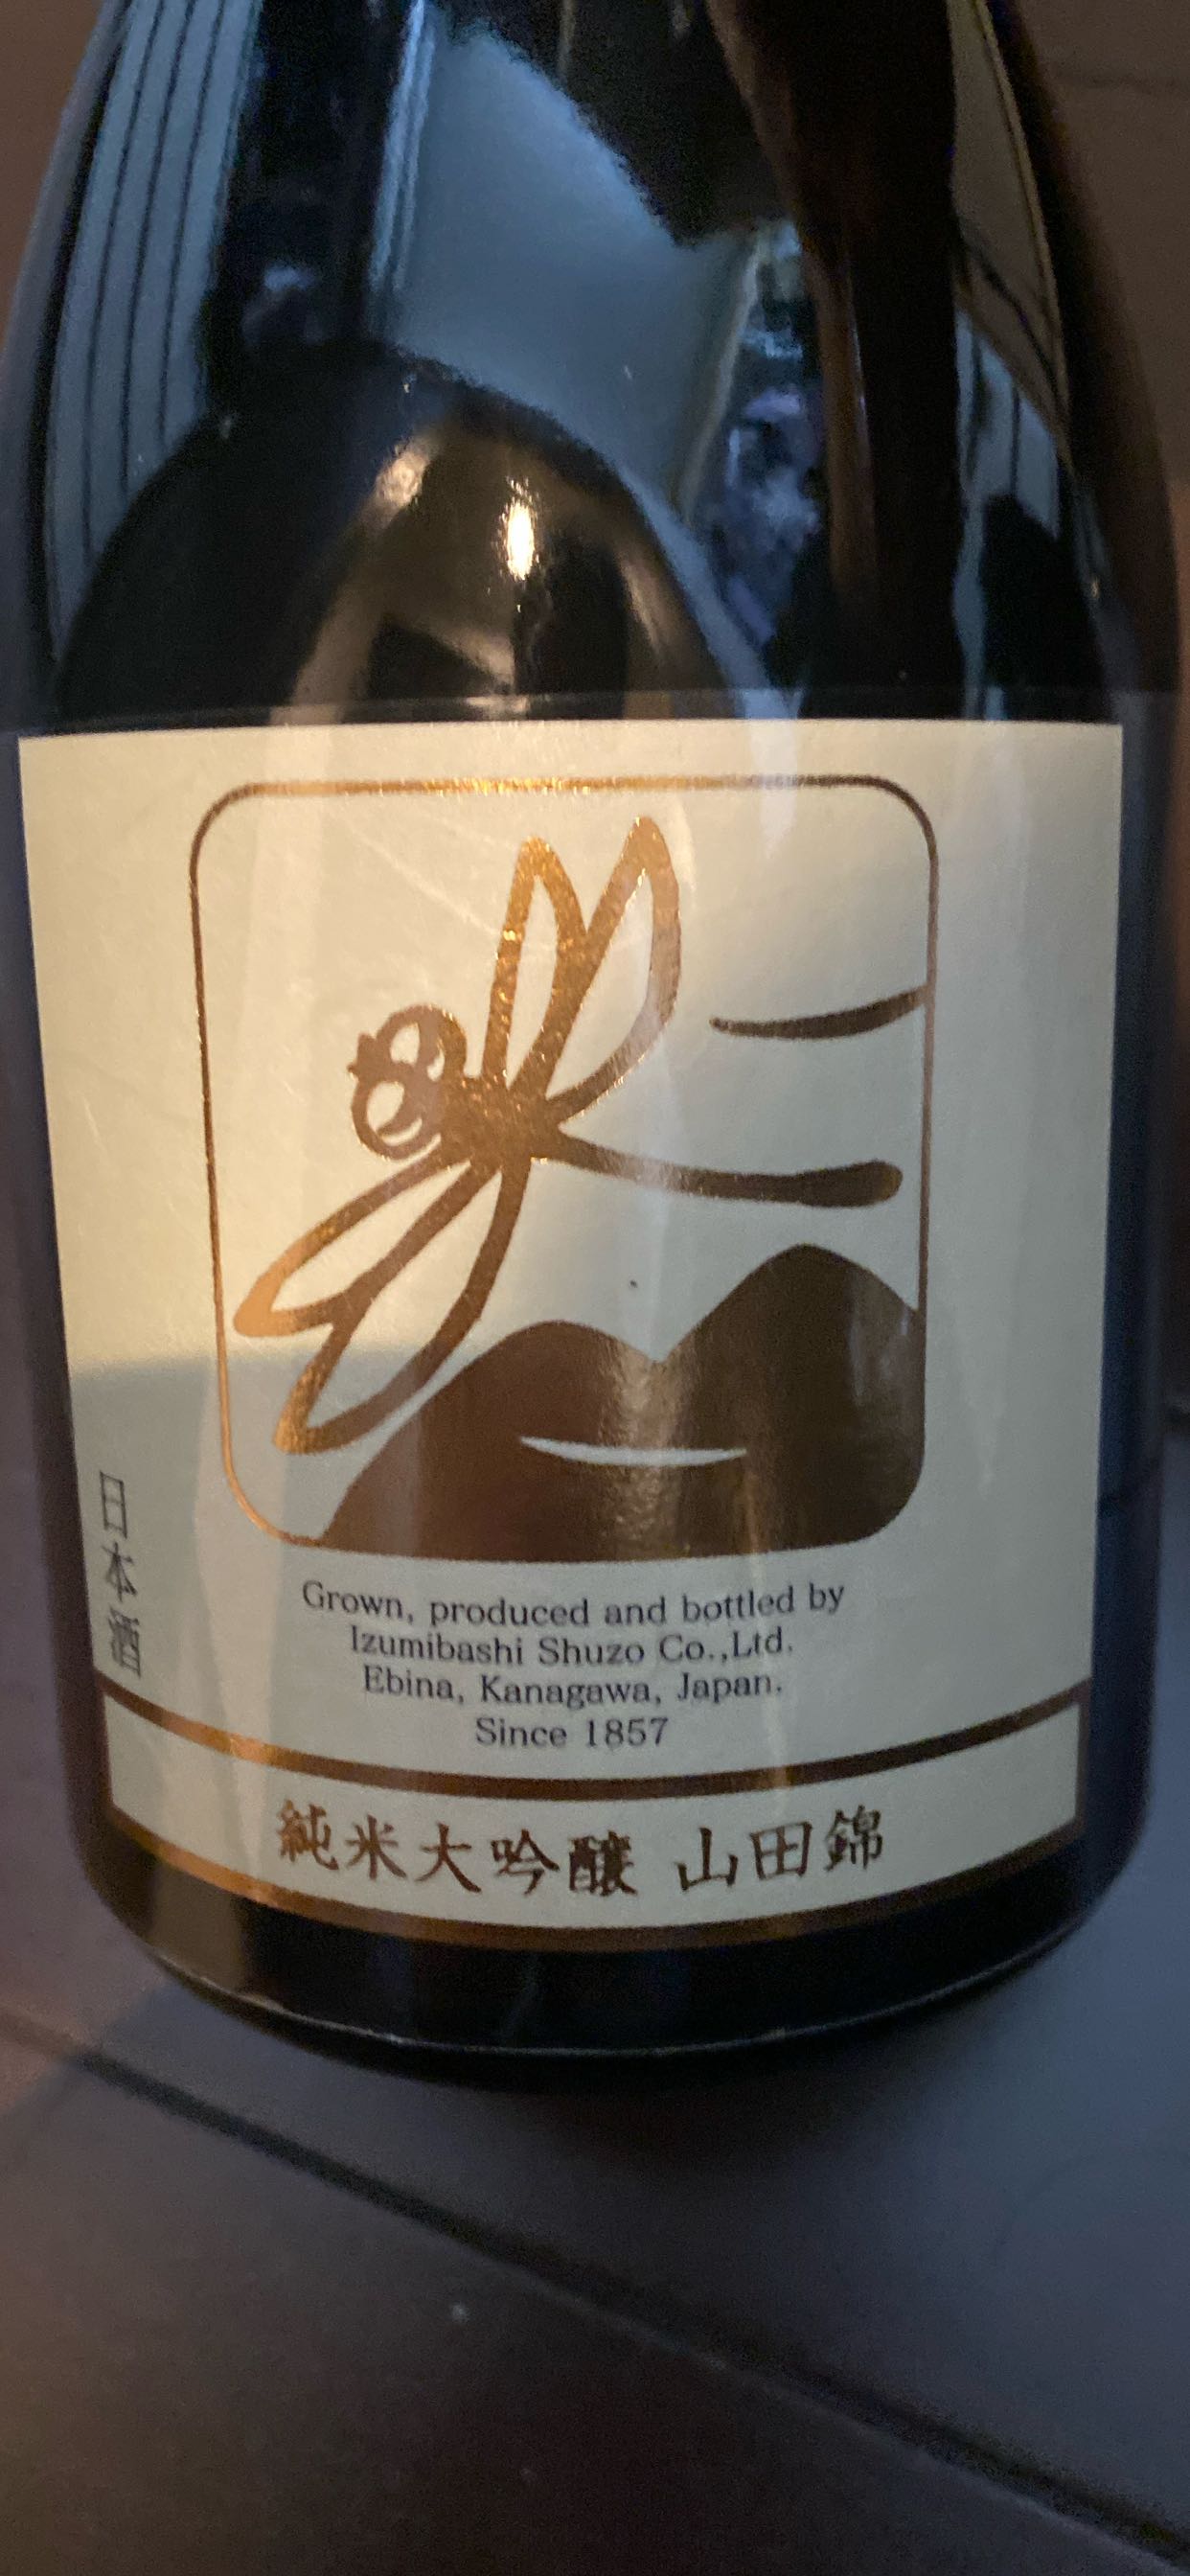 日本酒
Grown, produced and bottled by
Izumibashi Shuzo Co.,Ltd.
Ebina, Kanagawa, Japan.
Since 1857
純米大吟醸 山田錦